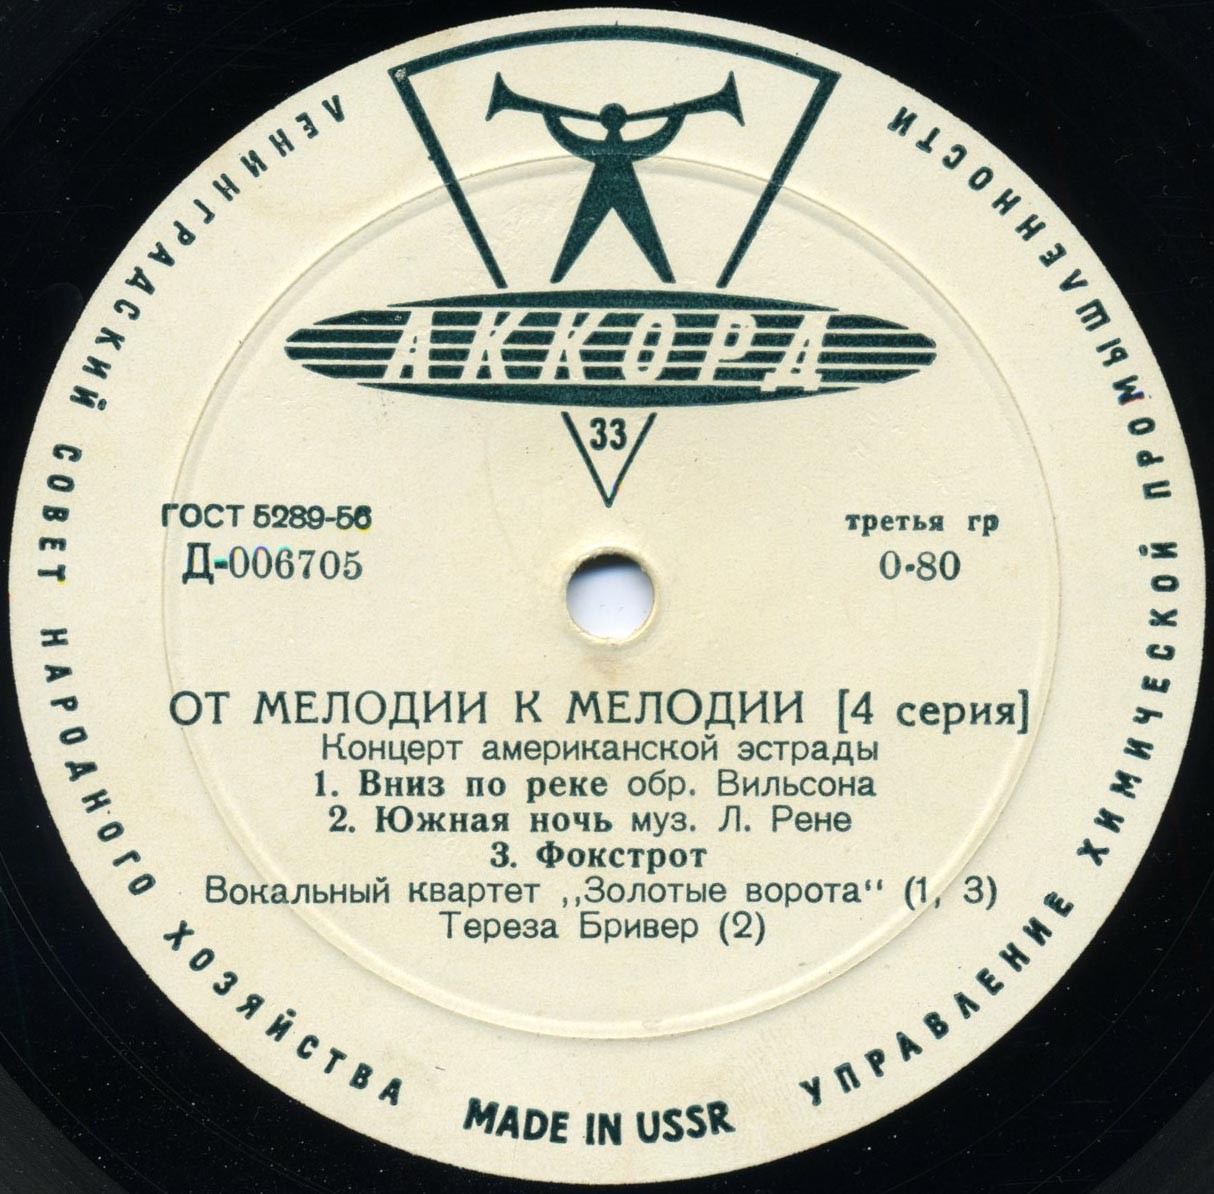 ЛЕНИНГРАДСКИЙ СОВЕТ НАРОДНОГО ХОЗЯЙСТВА
УПРАВЛЕНИЕ ХИМИЧЕСКОЙ ПРОМЫШЛЕННОСТИ
АККОРД
33
ГОСТ 5289-56
Д-006705
третья гр
0-80
ОТ МЕЛОДИИ К МЕЛОДИИ [4 серия]
Концерт американской эстрады
1. Вниз по реке обр. Вильсона
2. Южная ночь муз. Л. Рене
3. Фокстрот
Вокальный квартет ,,Золотые ворота“ (1, 3)
Тереза Бривер (2)
MADE IN USSR